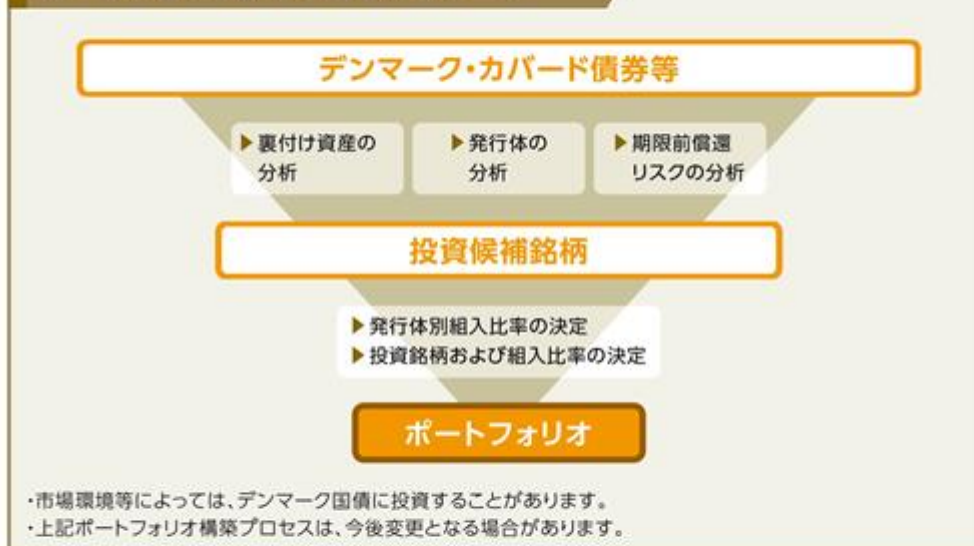 デンマーク・カバード債券等
▶裏付け資産の
分析
▶発行体の
分析
▶期限前償還
リスクの分析
投資候補銘柄
▶発行体別組入比率の決定
▶投資銘柄および組入比率の決定
ポートフォリオ
・市場環境等によっては、デンマーク国債に投資することがあります。
・上記ポートフォリオ構築プロセスは、今後変更となる場合があります。